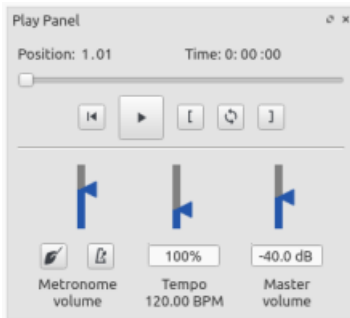 Play Panel
Position: 1.01 Time: 0: 00 :00
[ ]
100% -40.0 dB
Metronome Tempo Master
volume 120.00 BPM volume